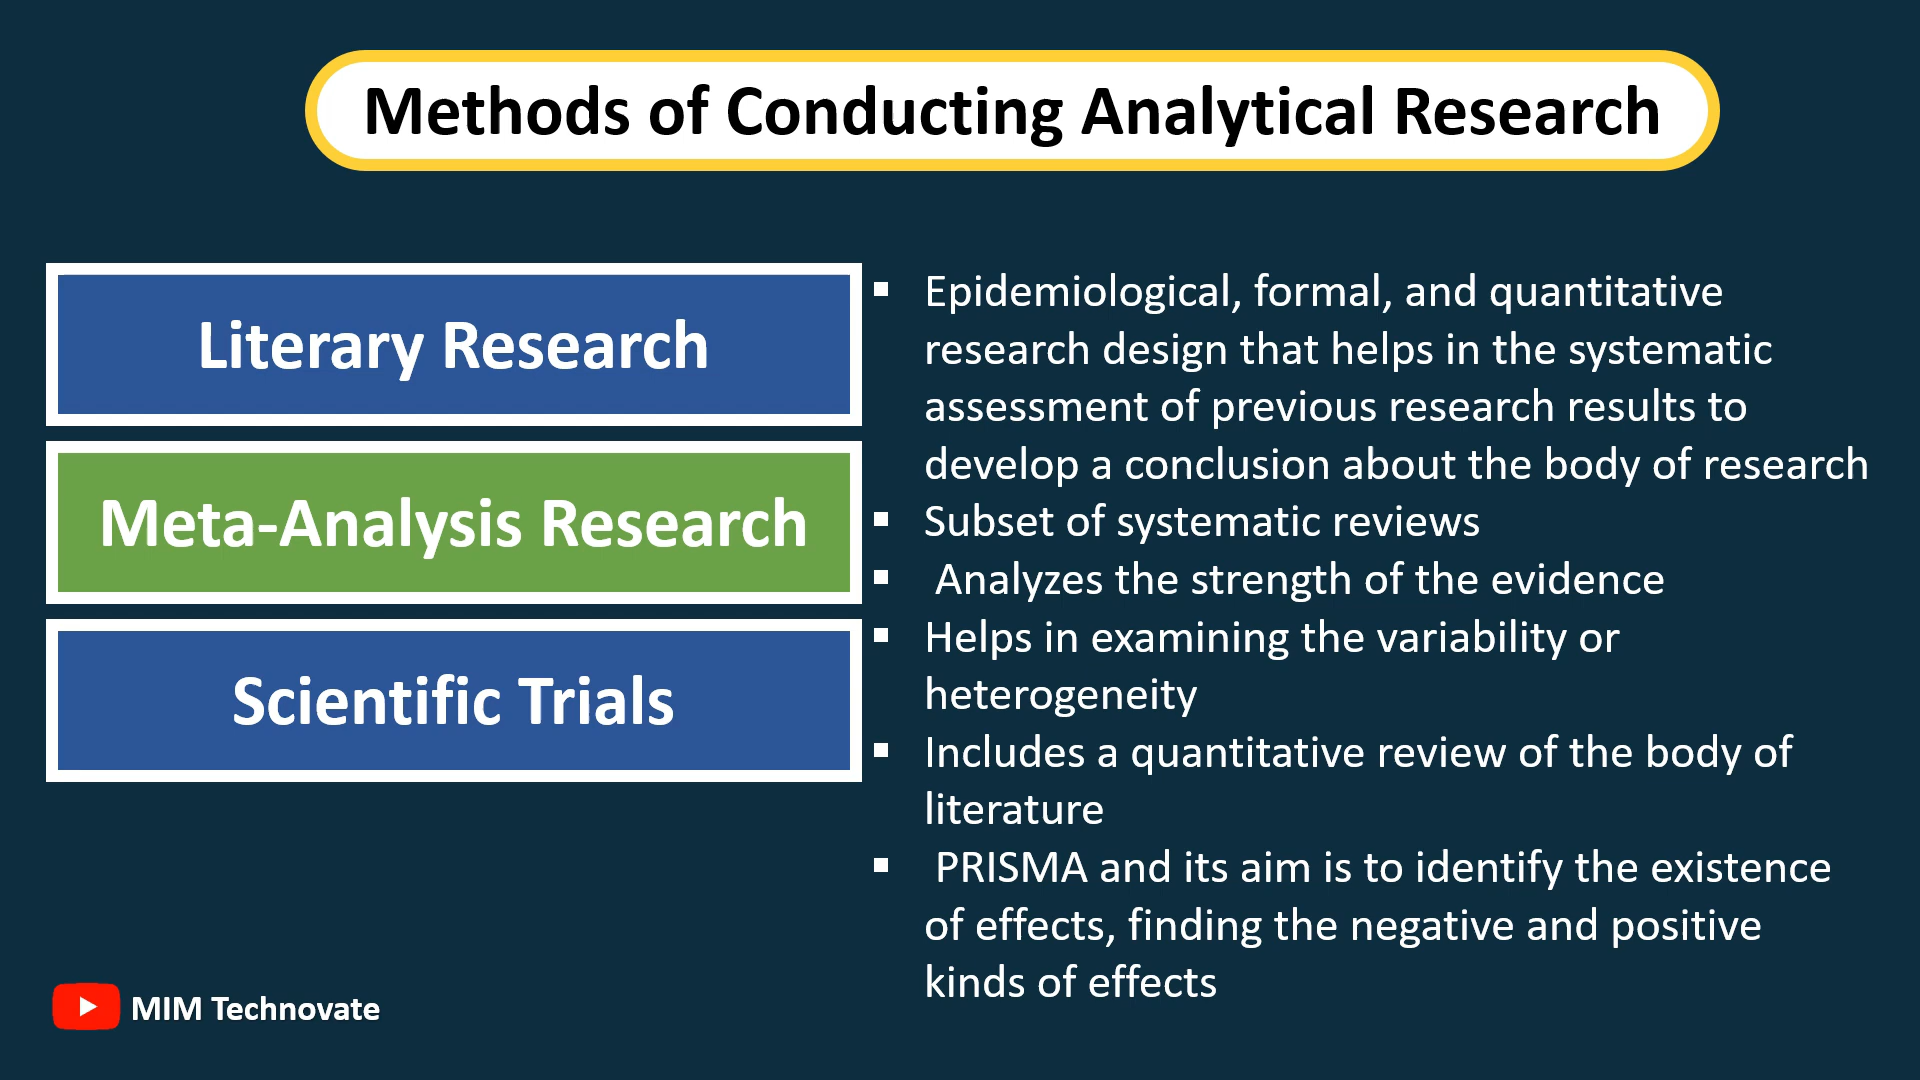 Methods of Conducting Analytical Research
Literary Research
Meta-Analysis Research
Scientific Trials
▪ Epidemiological, formal, and quantitative
research design that helps in the systematic
assessment of previous research results to
develop a conclusion about the body of research
▪ Subset of systematic reviews
▪ Analyzes the strength of the evidence
▪ Helps in examining the variability or
heterogeneity
▪ Includes a quantitative review of the body of
literature
▪ PRISMA and its aim is to identify the existence
of effects, finding the negative and positive
kinds of effects
MIM Technovate